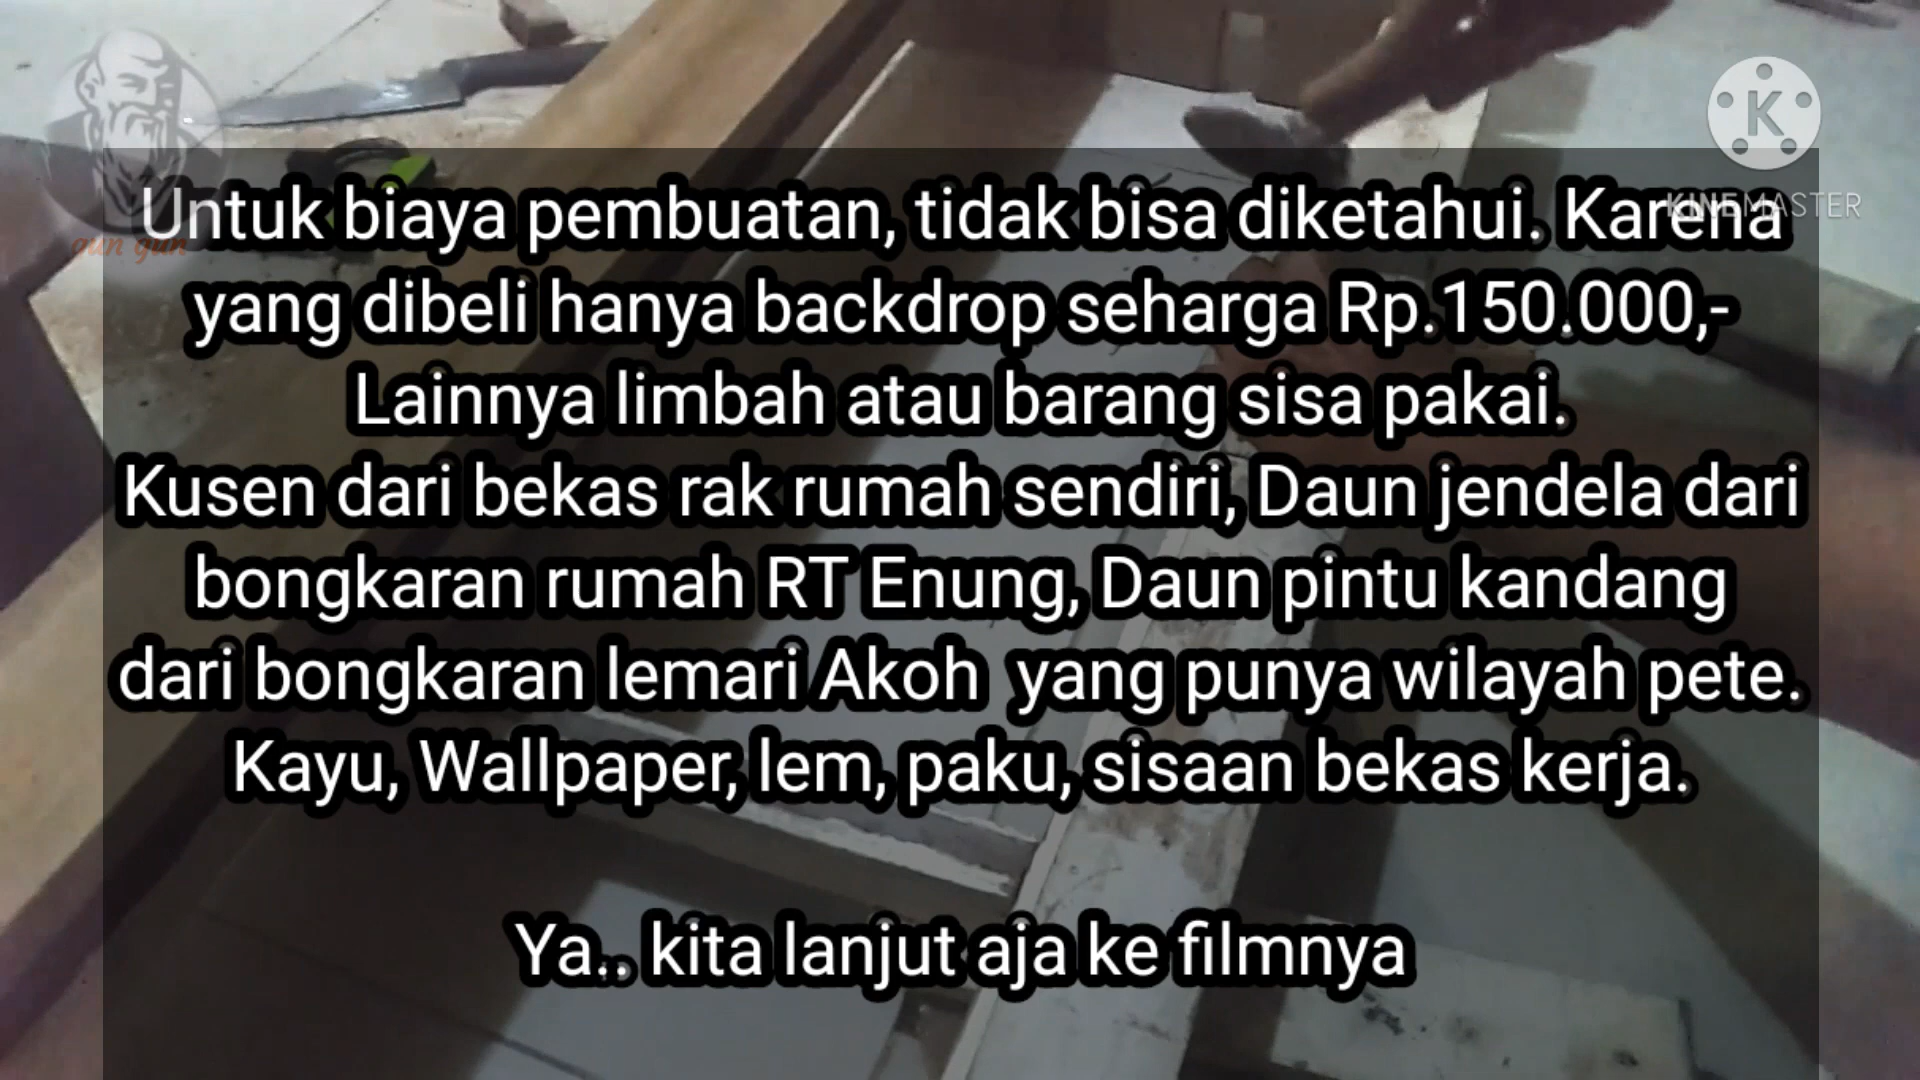 KINEMASTER
gun gun
Untuk biaya pembuatan, tidak bisa diketahui. Karena
yang dibeli hanya backdrop seharga Rp.150.000,-
Lainnya limbah atau barang sisa pakai.
Kusen dari bekas rak rumah sendiri, Daun jendela dari
bongkaran rumah RT Enung, Daun pintu kandang
dari bongkaran lemari Akoh yang punya wilayah pete.
Kayu, Wallpaper, lem, paku, sisaan bekas kerja.
Ya.. kita lanjut aja ke filmnya